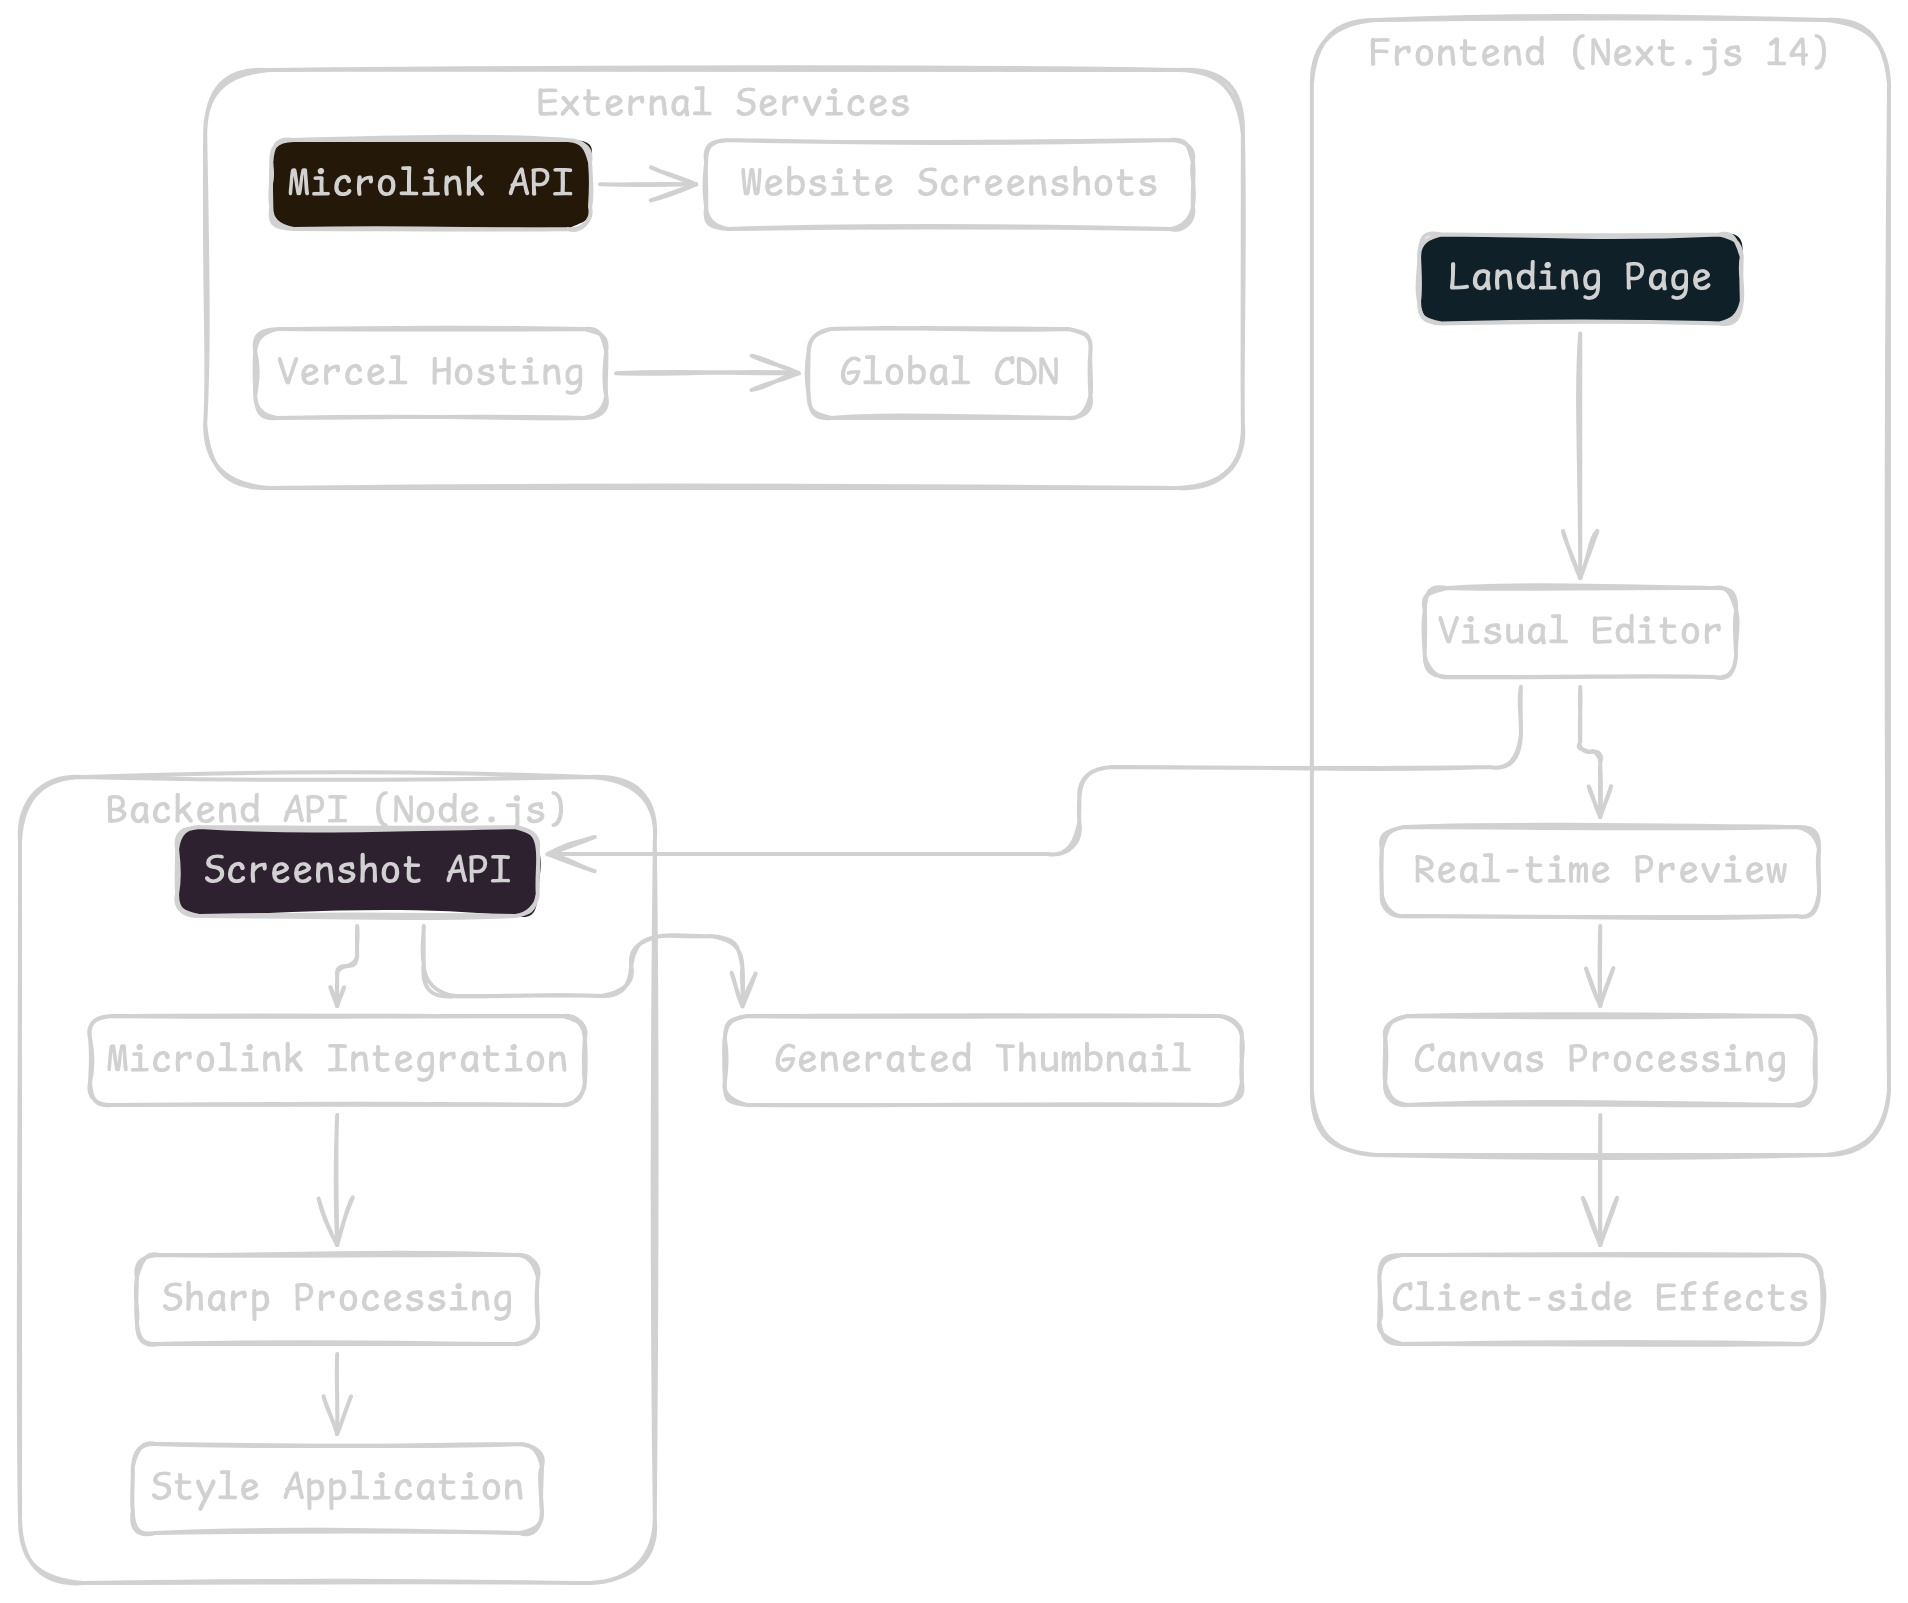 Frontend (Next.js 14)
External Services
Microlink API
Website Screenshots
Landing Page
Vercel Hosting
Global CDN
Visual Editor
Backend API (Node.js)
Screenshot API
Real-time Preview
Microlink Integration
Generated Thumbnail
Canvas Processing
Sharp Processing
Client-side Effects
Style Application